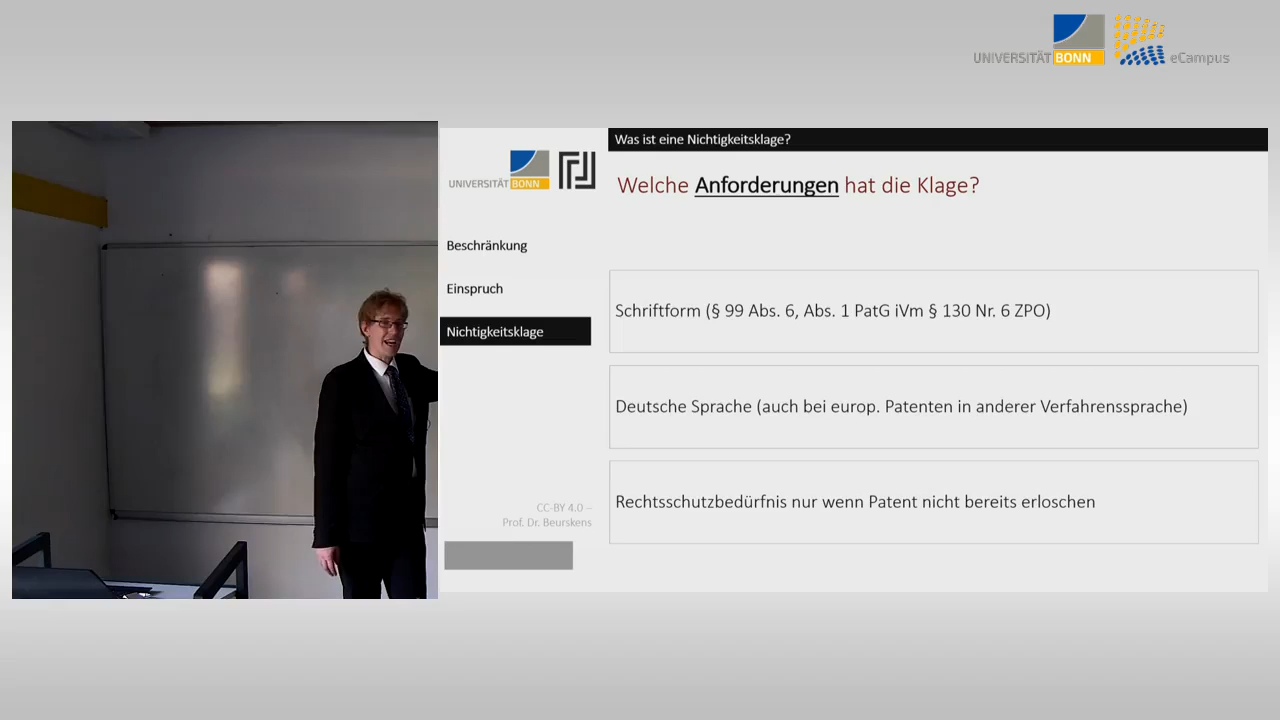 UNIVERSITÄT BONN eCampus
Was ist eine Nichtigkeitsklage?
UNIVERSITÄT BONN
Welche Anforderungen hat die Klage?
Beschränkung
Einspruch
Nichtigkeitsklage
Schriftform (§ 99 Abs. 6, Abs. 1 PatG iVm § 130 Nr. 6 ZPO)
Deutsche Sprache (auch bei europ. Patenten in anderer Verfahrenssprache)
Rechtsschutzbedürfnis nur wenn Patent nicht bereits erloschen
CC-BY 4.0 –
Prof. Dr. Beurskens